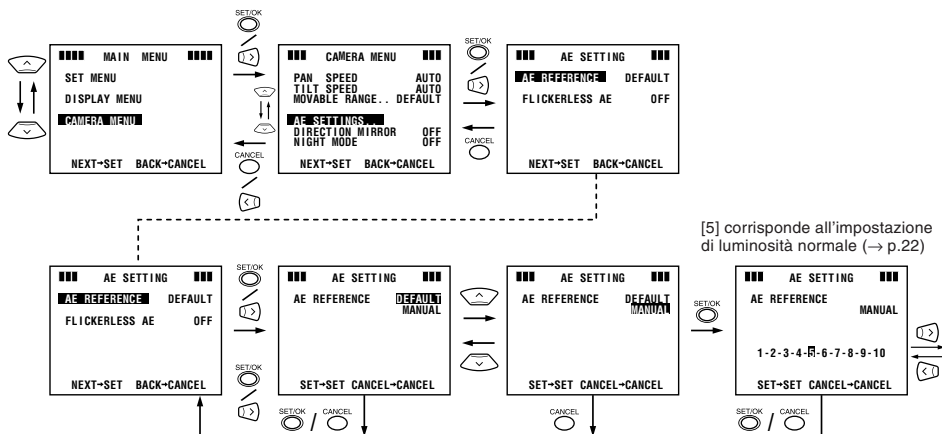 SET/OK
MAIN MENU
SET MENU
DISPLAY MENU
CAMERA MENU
NEXT→SET BACK→CANCEL
CANCEL
CAMERA MENU
PAN SPEED AUTO
TILT SPEED AUTO
MOVABLE RANGE.. DEFAULT
AE SETTINGS..
DIRECTION MIRROR OFF
NIGHT MODE OFF
NEXT→SET BACK→CANCEL
SET/OK
CANCEL
AE SETTING
AE REFERENCE DEFAULT
FLICKERLESS AE OFF
NEXT→SET BACK→CANCEL
[5] corrisponde all'impostazione
di luminosità normale (→ p.22)
AE SETTING
AE REFERENCE DEFAULT
FLICKERLESS AE OFF
NEXT→SET BACK→CANCEL
SET/OK
SET/OK
AE SETTING
AE REFERENCE DEFAULT
MANUAL
SET→SET CANCEL→CANCEL
SET/OK / CANCEL
AE SETTING
AE REFERENCE DEFAULT
MANUAL
SET→SET CANCEL→CANCEL
CANCEL
SET/OK
AE SETTING
AE REFERENCE
MANUAL
1-2-3-4-5-6-7-8-9-10
SET→SET CANCEL→CANCEL
SET/OK / CANCEL